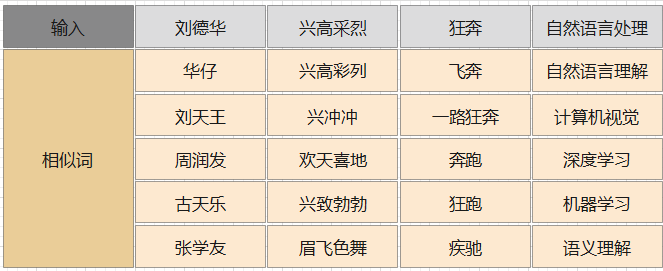 输入 刘德华 兴高采烈 狂奔 自然语言处理
华仔 兴高彩列 飞奔 自然语言理解
刘天王 兴冲冲 一路狂奔 计算机视觉
相似词 周润发 欢天喜地 奔跑 深度学习
古天乐 兴致勃勃 狂跑 机器学习
张学友 眉飞色舞 疾驰 语义理解